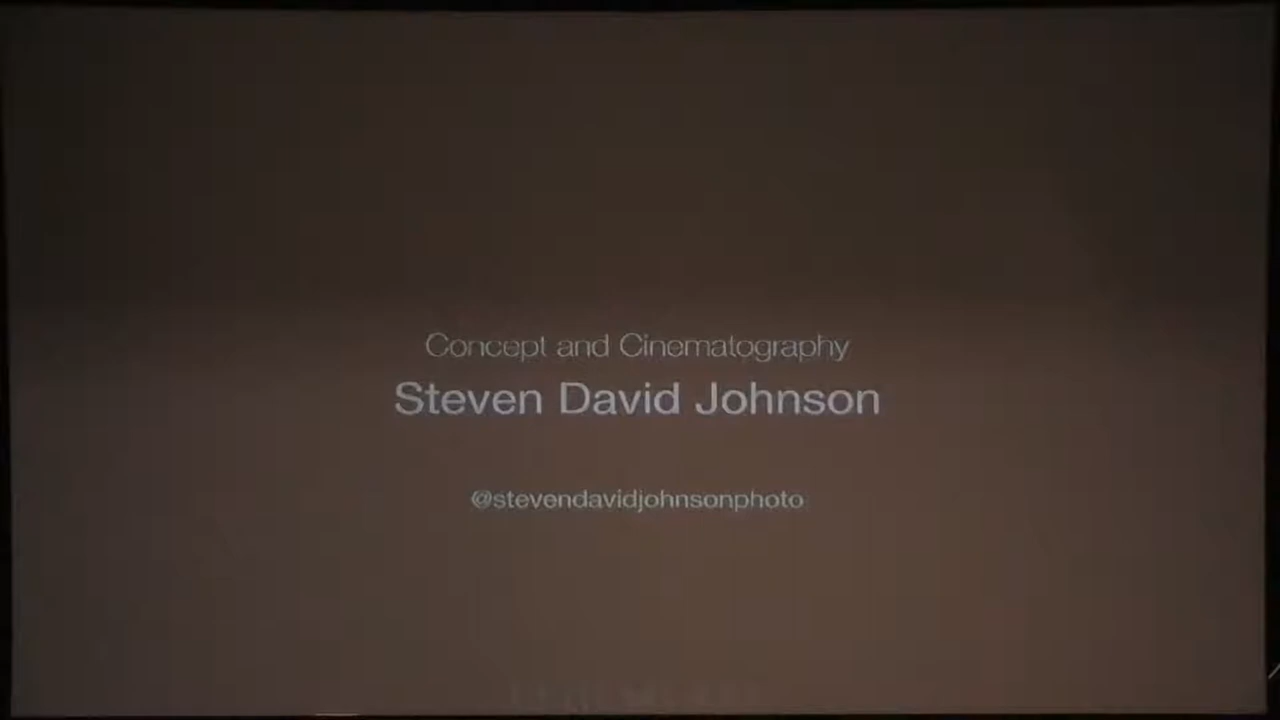 Concept and Cinematography
Steven David Johnson
@stevendavidjohnsonphoto